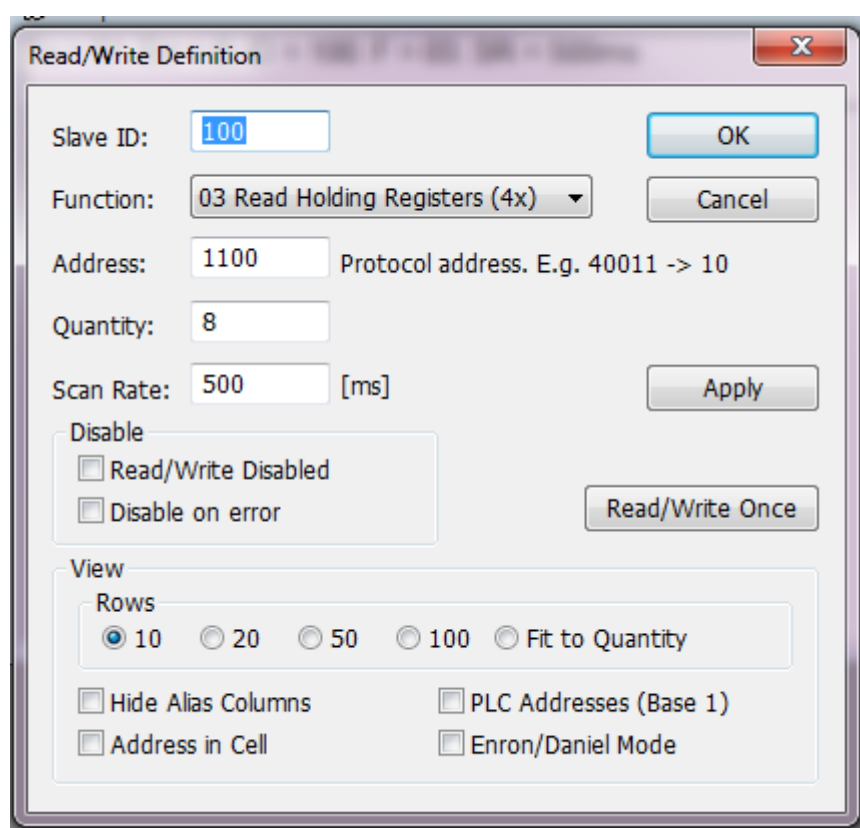 Read/Write Definition
Slave ID: 100 OK
Function: 03 Read Holding Registers (4x) Cancel
Address: 1100 Protocol address. E.g. 40011 -> 10
Quantity: 8
Scan Rate: 500 [ms] Apply
Disable
Read/Write Disabled
Disable on error Read/Write Once
View
Rows
10 20 50 100 Fit to Quantity
Hide Alias Columns PLC Addresses (Base 1)
Address in Cell Enron/Daniel Mode